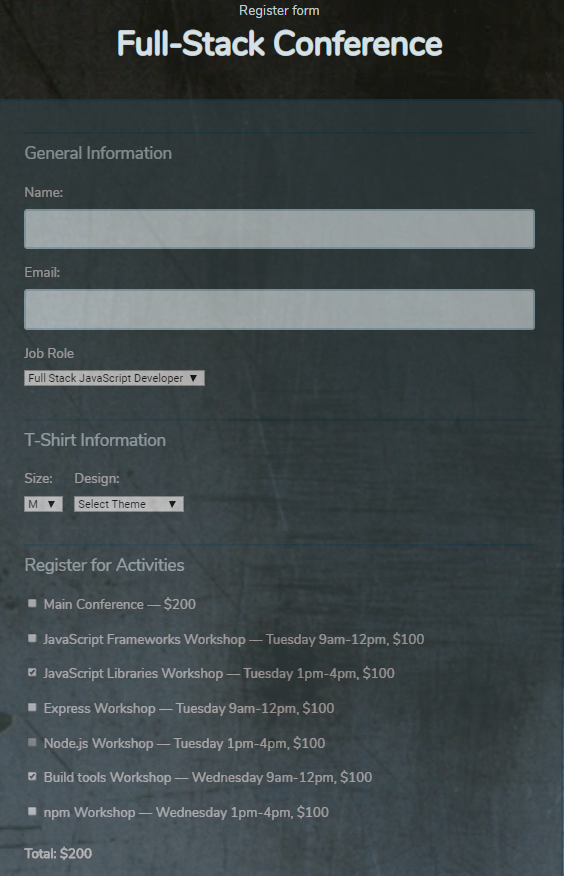 Register form
Full-Stack Conference
General Information
Name:
Email:
Job Role
Full Stack JavaScript Developer
T-Shirt Information
Size: Design:
M Select Theme
Register for Activities
Main Conference — $200
JavaScript Frameworks Workshop — Tuesday 9am-12pm, $100
JavaScript Libraries Workshop — Tuesday 1pm-4pm, $100
Express Workshop — Tuesday 9am-12pm, $100
Node.js Workshop — Tuesday 1pm-4pm, $100
Build tools Workshop — Wednesday 9am-12pm, $100
npm Workshop — Wednesday 1pm-4pm, $100
Total: $200